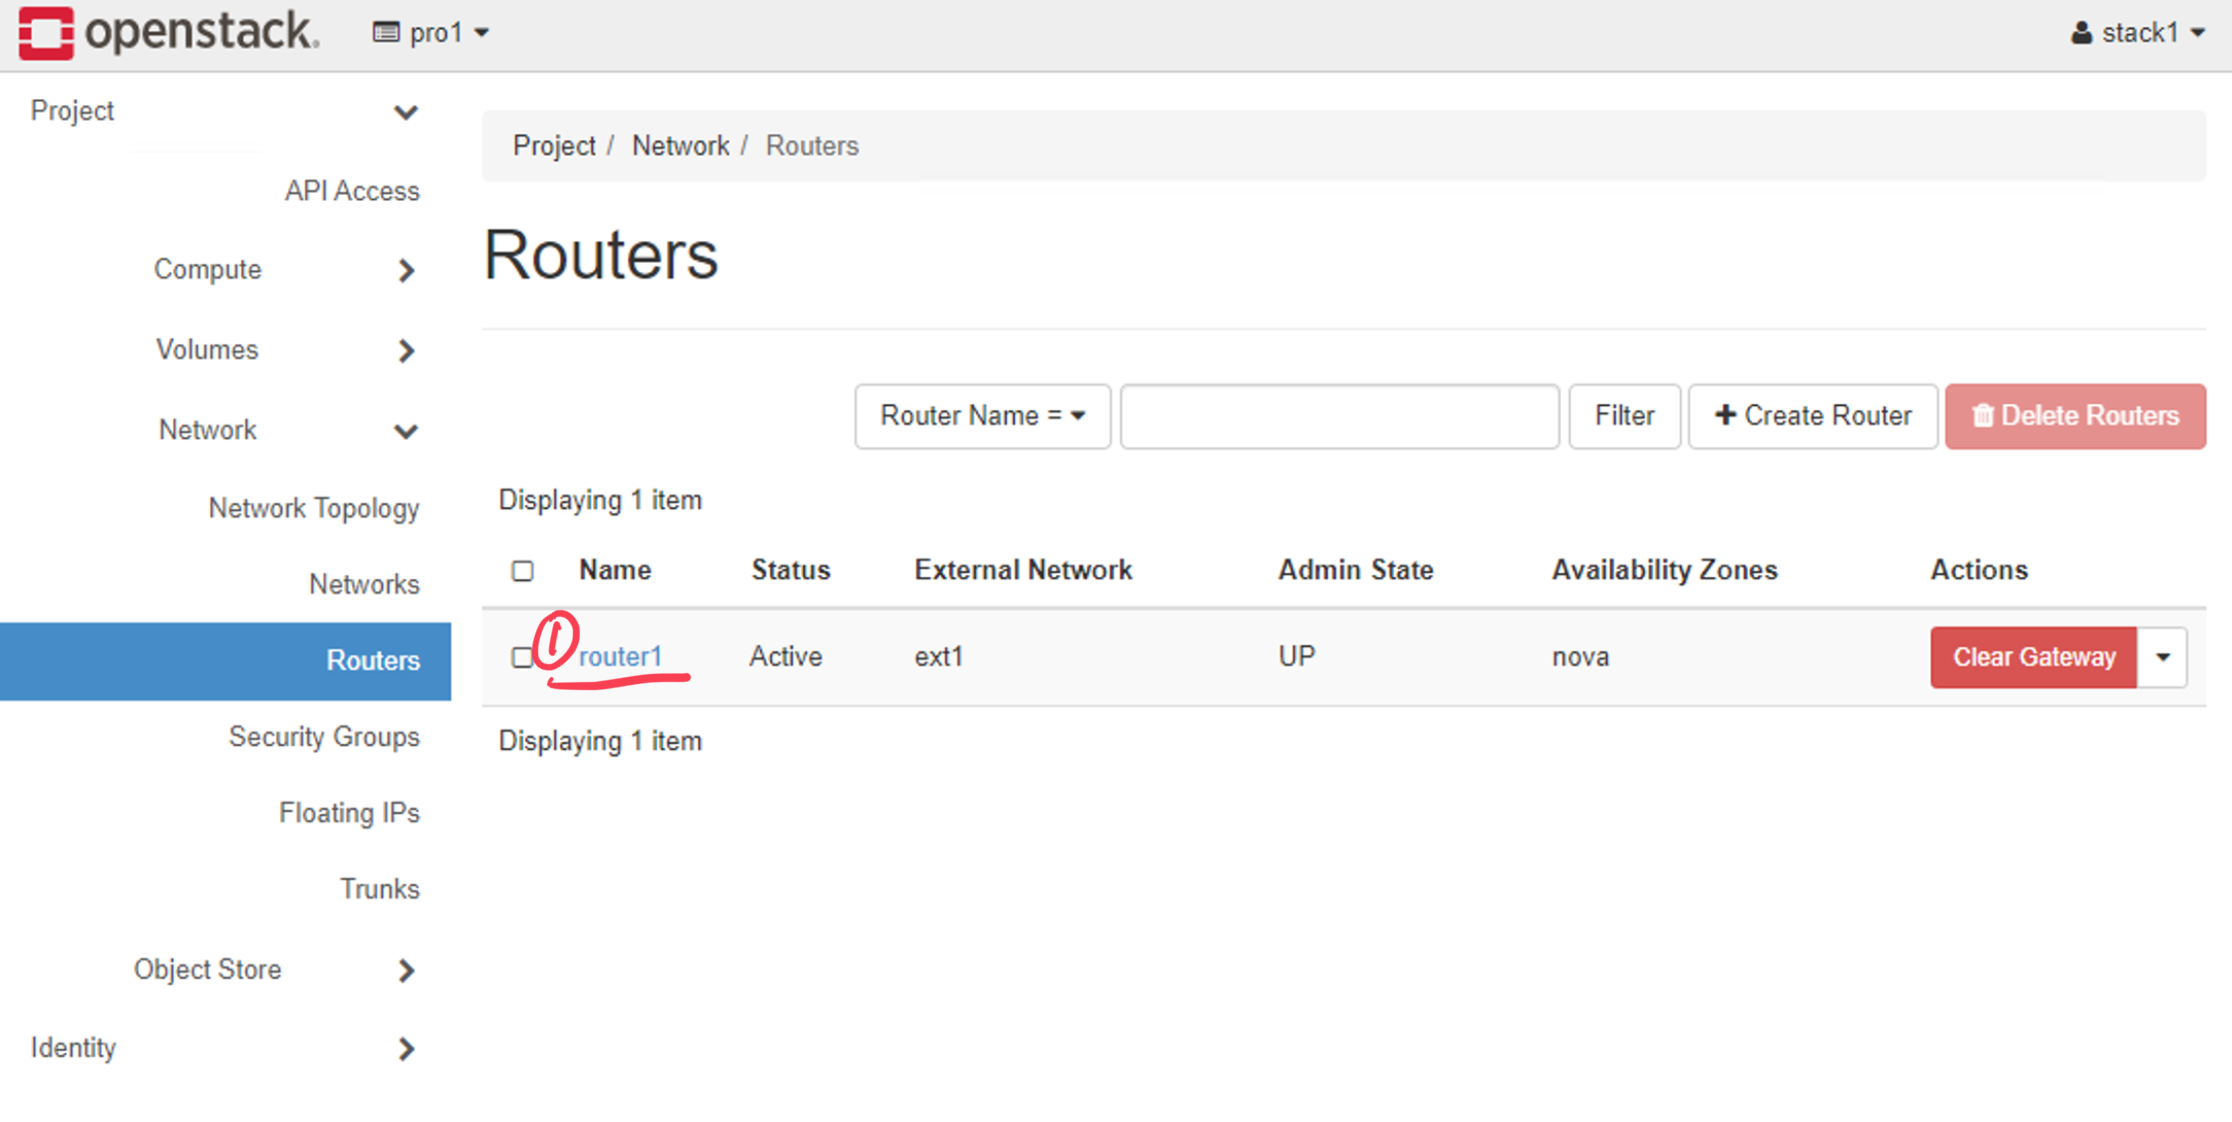 openstack. pro1 stack1
Project
API Access
Compute
Volumes
Network
Network Topology
Networks
Routers
Security Groups
Floating IPs
Trunks
Object Store
Identity
Project / Network / Routers
Routers
Router Name = Filter + Create Router Delete Routers
Displaying 1 item
Name Status External Network Admin State Availability Zones Actions
1 router1 Active ext1 UP nova Clear Gateway
Displaying 1 item